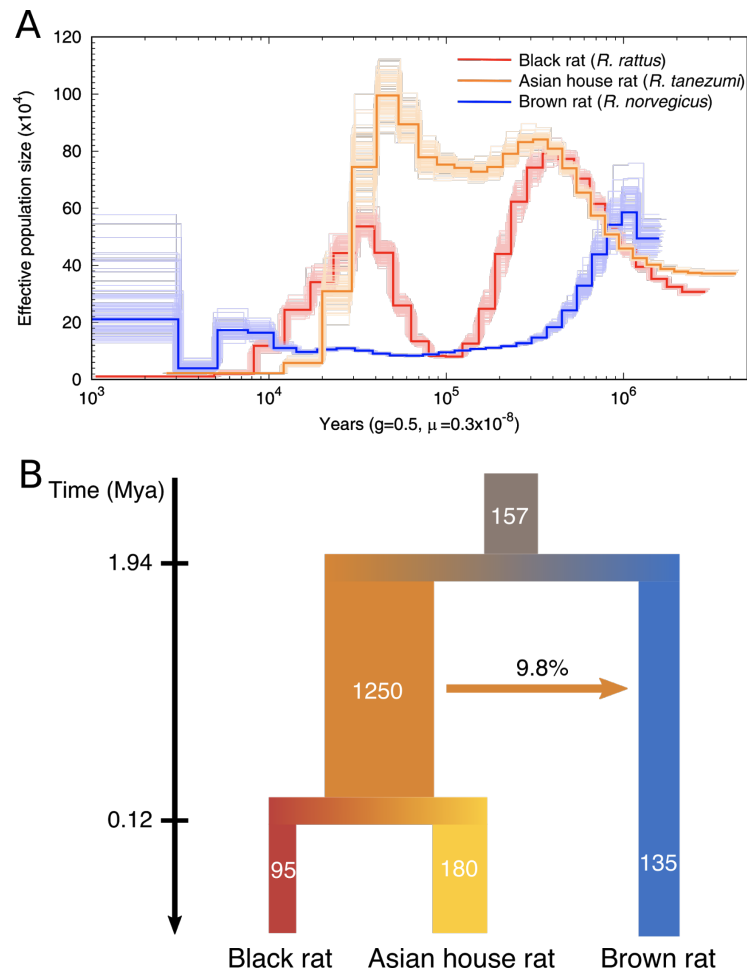 A
Effective population size (x10⁴)
120
100
80
60
40
20
0
Black rat (R. rattus)
Asian house rat (R. tanezumi)
Brown rat (R. norvegicus)
10³ 10⁴ 10⁵ 10⁶
Years (g=0.5, μ=0.3x10⁻⁸)
B
Time (Mya)
157
1.94
9.8%
1250
0.12
95 180 135
Black rat Asian house rat Brown rat